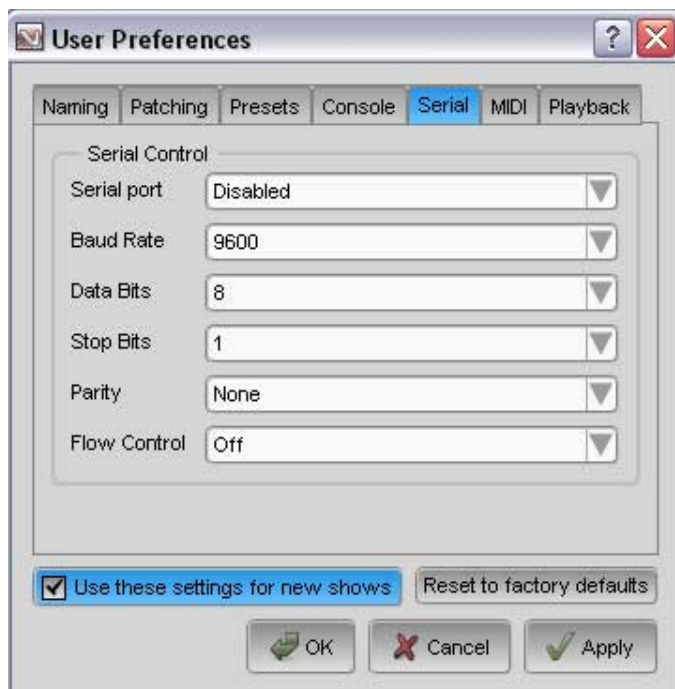 User Preferences
Naming Patching Presets Console Serial MIDI Playback
Serial Control
Serial port Disabled
Baud Rate 9600
Data Bits 8
Stop Bits 1
Parity None
Flow Control Off
Use these settings for new shows Reset to factory defaults
OK Cancel Apply